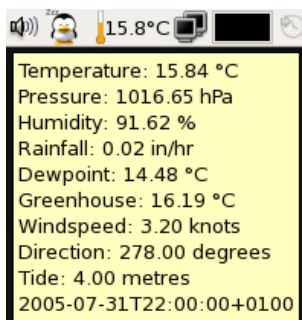 Zzz
15.8°C
Temperature: 15.84 °C
Pressure: 1016.65 hPa
Humidity: 91.62 %
Rainfall: 0.02 in/hr
Dewpoint: 14.48 °C
Greenhouse: 16.19 °C
Windspeed: 3.20 knots
Direction: 278.00 degrees
Tide: 4.00 metres
2005-07-31T22:00:00+0100